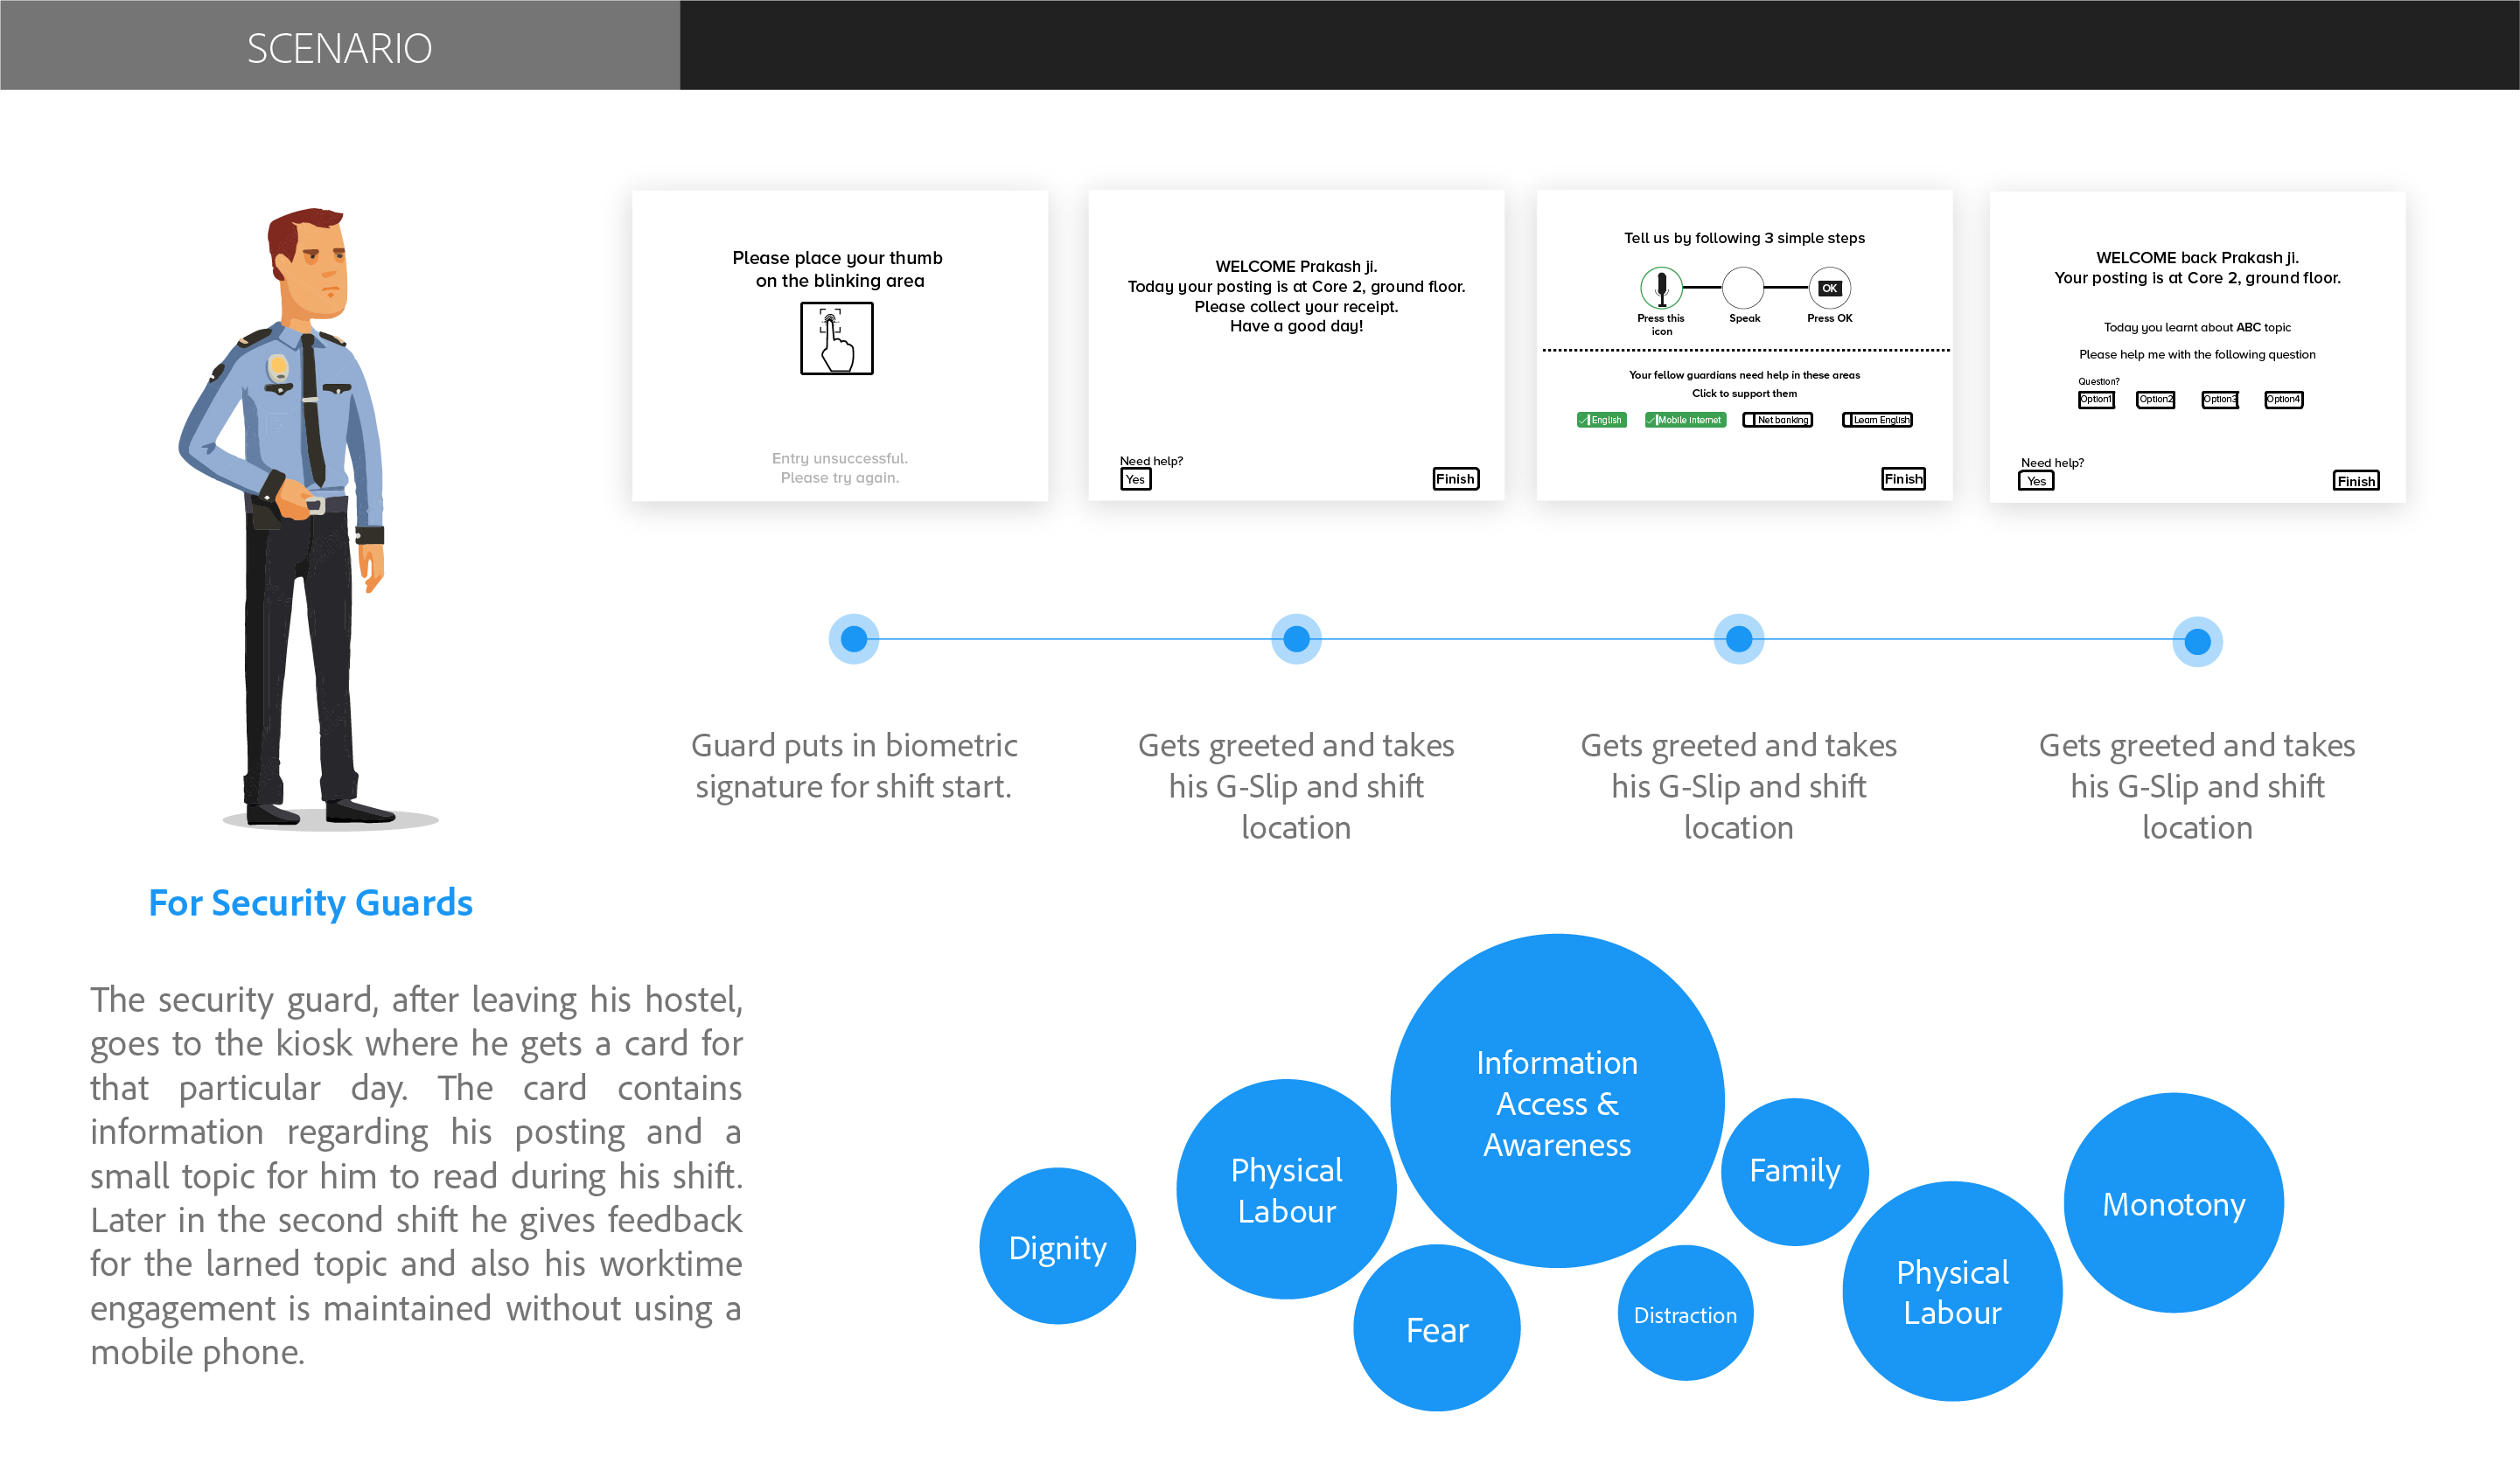 SCENARIO
Please place your thumb
on the blinking area
Entry unsuccessful.
Please try again.
WELCOME Prakash ji.
Today your posting is at Core 2, ground floor.
Please collect your receipt.
Have a good day!
Need help?
Yes
Finish
Tell us by following 3 simple steps
OK
Press this
icon
Speak
Press OK
Your fellow guardians need help in these areas
Click to support them
English
Mobile internet
Net banking
Learn English
Finish
WELCOME back Prakash ji.
Your posting is at Core 2, ground floor.
Today you learnt about ABC topic
Please help me with the following question
Question?
Option1
Option2
Option3
Option4
Need help?
Yes
Finish
Guard puts in biometric
signature for shift start.
Gets greeted and takes
his G-Slip and shift
location
Gets greeted and takes
his G-Slip and shift
location
Gets greeted and takes
his G-Slip and shift
location
For Security Guards
The security guard, after leaving his hostel,
goes to the kiosk where he gets a card for
that particular day. The card contains
information regarding his posting and a
small topic for him to read during his shift.
Later in the second shift he gives feedback
for the larned topic and also his worktime
engagement is maintained without using a
mobile phone.
Dignity
Physical
Labour
Information
Access &
Awareness
Fear
Distraction
Family
Physical
Labour
Monotony